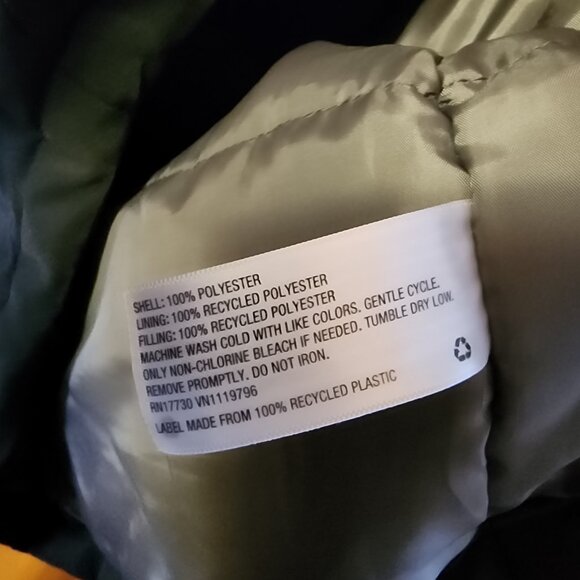 SHELL: 100% POLYESTER
LINING: 100% RECYCLED POLYESTER
FILLING: 100% RECYCLED POLYESTER
MACHINE WASH COLD WITH LIKE COLORS. GENTLE CYCLE.
ONLY NON-CHLORINE BLEACH IF NEEDED. TUMBLE DRY LOW.
REMOVE PROMPTLY. DO NOT IRON.
RN17730 VN1119796
LABEL MADE FROM 100% RECYCLED PLASTIC